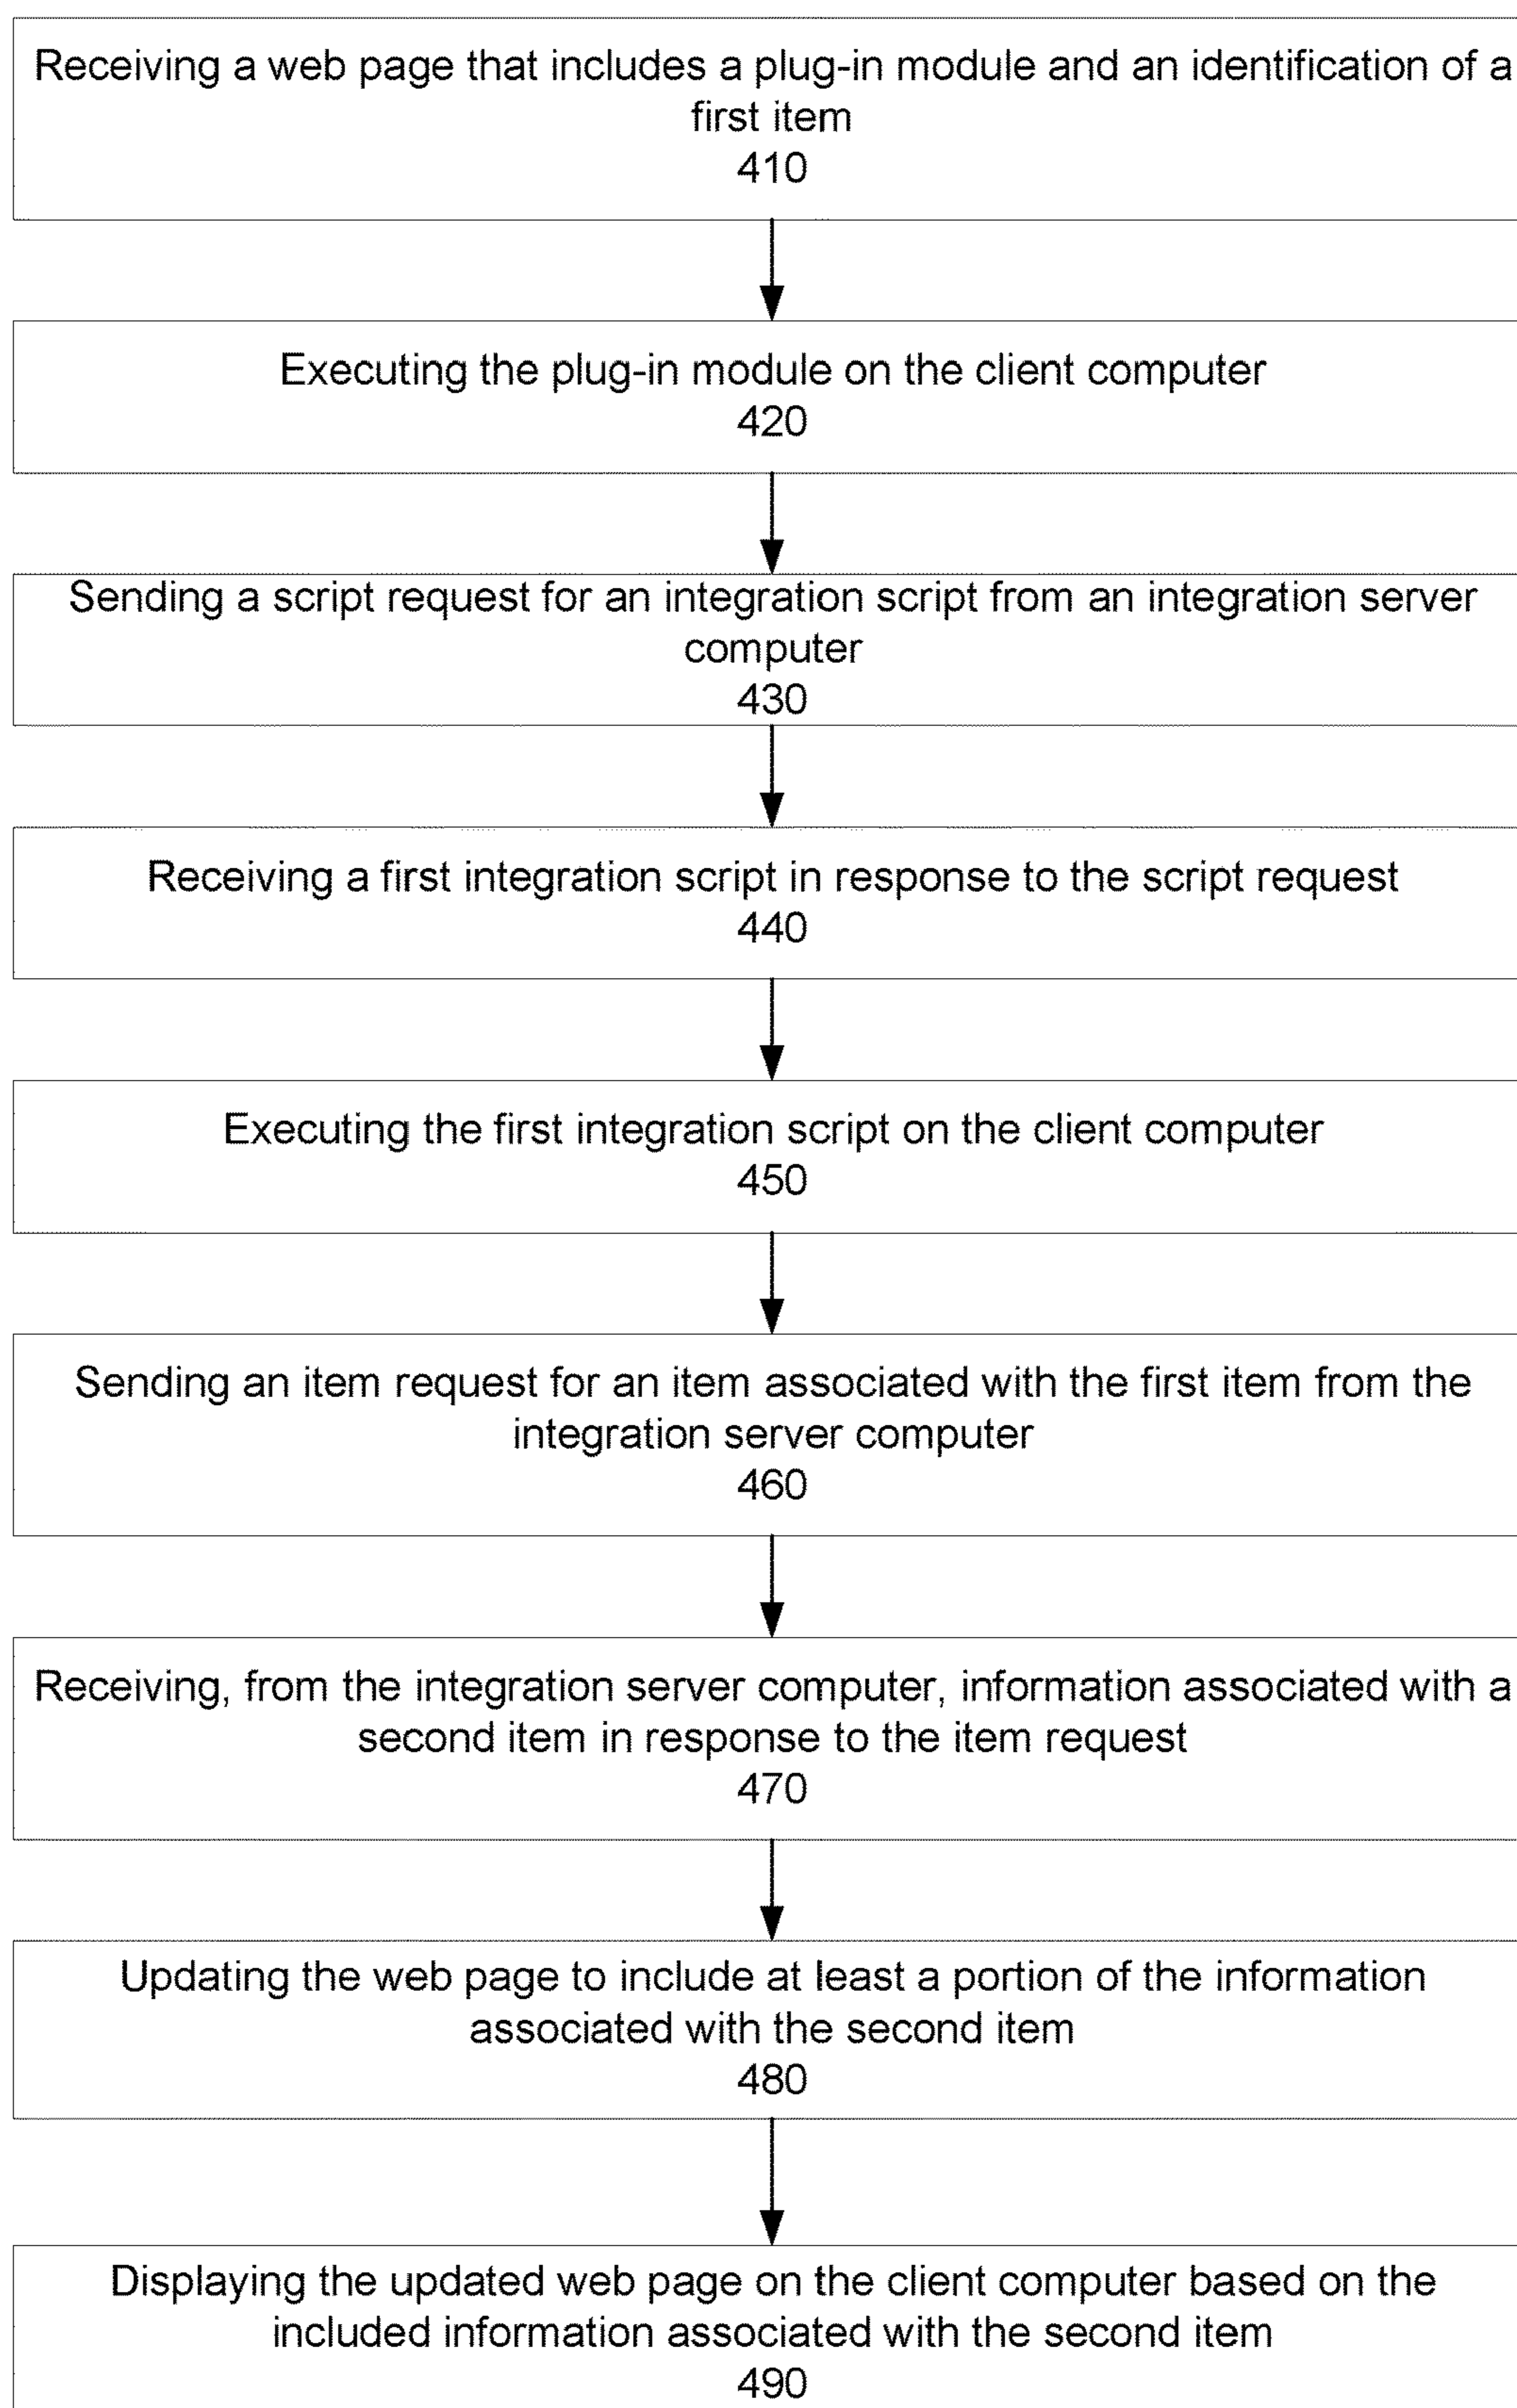 Receiving a web page that includes a plug-in module and an identification of a
first item
410
Executing the plug-in module on the client computer
420
Sending a script request for an integration script from an integration server
computer
430
Receiving a first integration script in response to the script request
440
Executing the first integration script on the client computer
450
Sending an item request for an item associated with the first item from the
integration server computer
460
Receiving, from the integration server computer, information associated with a
second item in response to the item request
470
Updating the web page to include at least a portion of the information
associated with the second item
480
Displaying the updated web page on the client computer based on the
included information associated with the second item
490